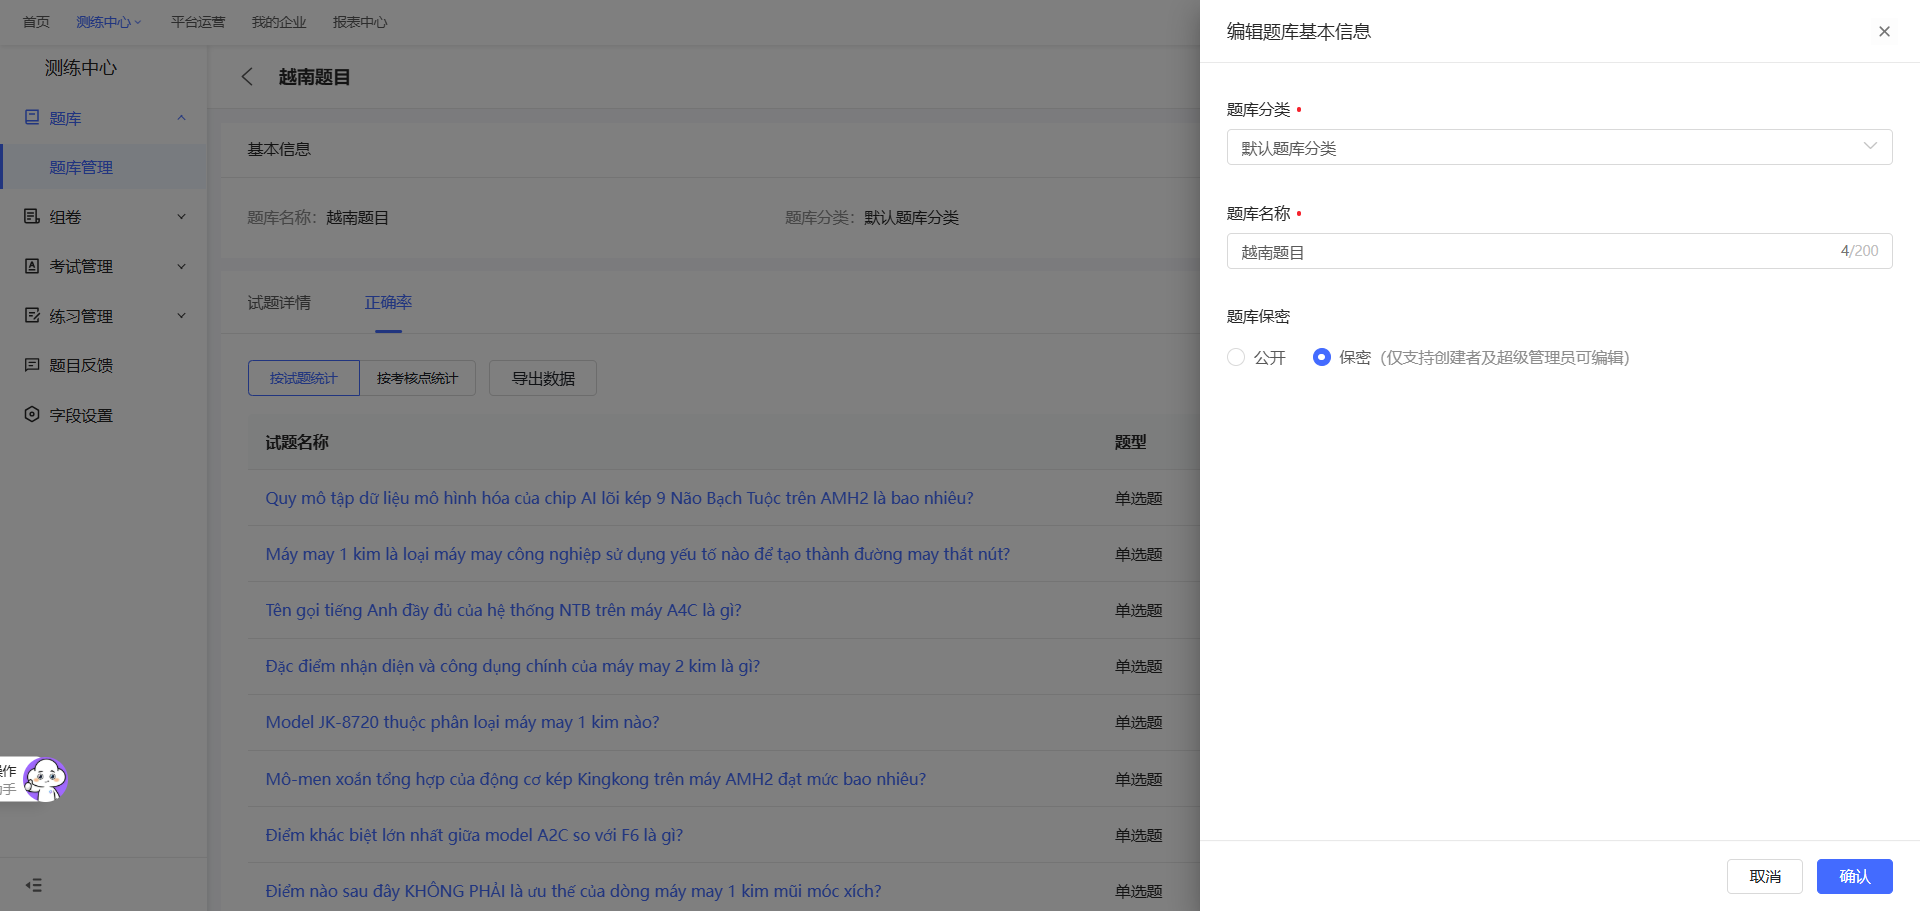 首页 测练中心 平台运营 我的企业 报表中心
测练中心
题库
题库管理
组卷
考试管理
练习管理
题目反馈
字段设置
操作
助手
越南题目
基本信息
题库名称: 越南题目 题库分类: 默认题库分类
试题详情 正确率
按试题统计 按考核点统计 导出数据
试题名称 题型
Quy mô tập dữ liệu mô hình hóa của chip AI lõi kép 9 Não Bạch Tuộc trên AMH2 là bao nhiêu? 单选题
Máy may 1 kim là loại máy may công nghiệp sử dụng yếu tố nào để tạo thành đường may thắt nút? 单选题
Tên gọi tiếng Anh đầy đủ của hệ thống NTB trên máy A4C là gì? 单选题
Đặc điểm nhận diện và công dụng chính của máy may 2 kim là gì? 单选题
Model JK-8720 thuộc phân loại máy may 1 kim nào? 单选题
Mô-men xoắn tổng hợp của động cơ kép Kingkong trên máy AMH2 đạt mức bao nhiêu? 单选题
Điểm khác biệt lớn nhất giữa model A2C so với F6 là gì? 单选题
Điểm nào sau đây KHÔNG PHẢI là ưu thế của dòng máy may 1 kim mũi móc xích? 单选题
编辑题库基本信息
题库分类
默认题库分类
题库名称
越南题目 4/200
题库保密
公开 保密 (仅支持创建者及超级管理员可编辑)
取消 确认